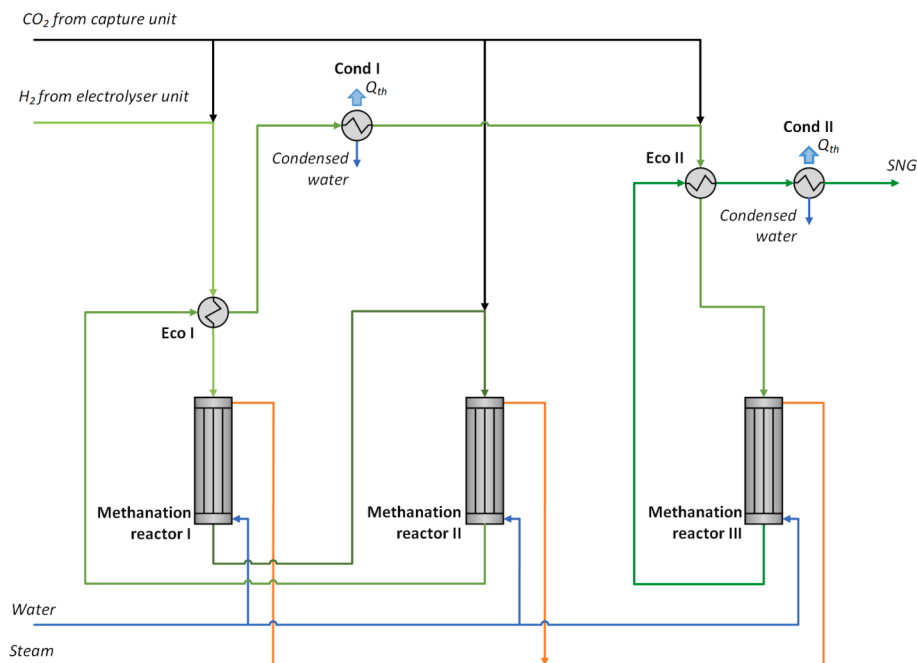 CO₂ from capture unit
Cond I
Qth
H₂ from electrolyser unit
Cond II
Qth
Condensed
water
Eco II
SNG
Condensed
water
Eco I
Methanation
reactor I
Methanation
reactor II
Methanation
reactor III
Water
Steam